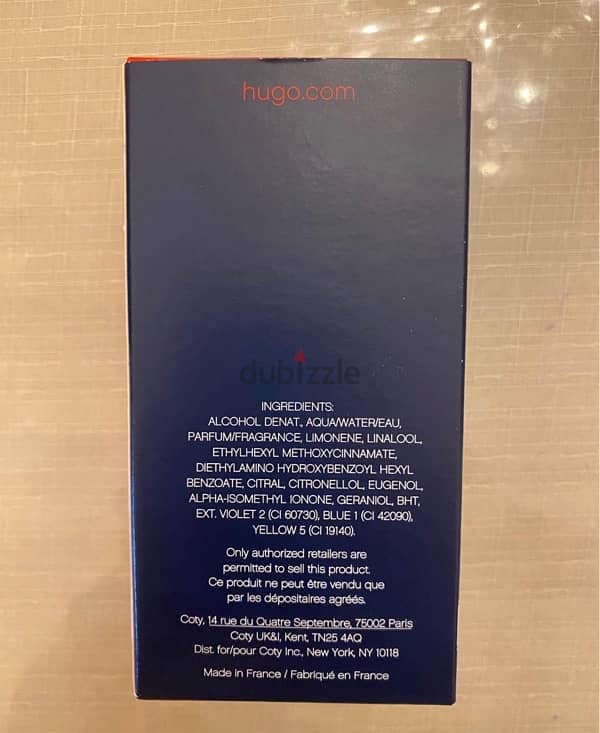 hugo.com
dubizzle
INGREDIENTS:
ALCOHOL DENAT., AQUA/WATER/EAU,
PARFUM/FRAGRANCE, LIMONENE, LINALOOL,
ETHYLHEXYL METHOXYCINNAMATE,
DIETHYLAMINO HYDROXYBENZOYL HEXYL
BENZOATE, CITRAL, CITRONELLOL, EUGENOL,
ALPHA-ISOMETHYL IONONE, GERANIOL, BHT,
EXT. VIOLET 2 (CI 60730), BLUE 1 (CI 42090),
YELLOW 5 (CI 19140).
Only authorized retailers are
permitted to sell this product.
Ce produit ne peut être vendu que
par les dépositaires agréés.
Coty, 14 rue du Quatre Septembre, 75002 Paris
Coty UK&I, Kent, TN25 4AQ
Dist. for/pour Coty Inc., New York, NY 10118
Made in France / Fabriqué en France